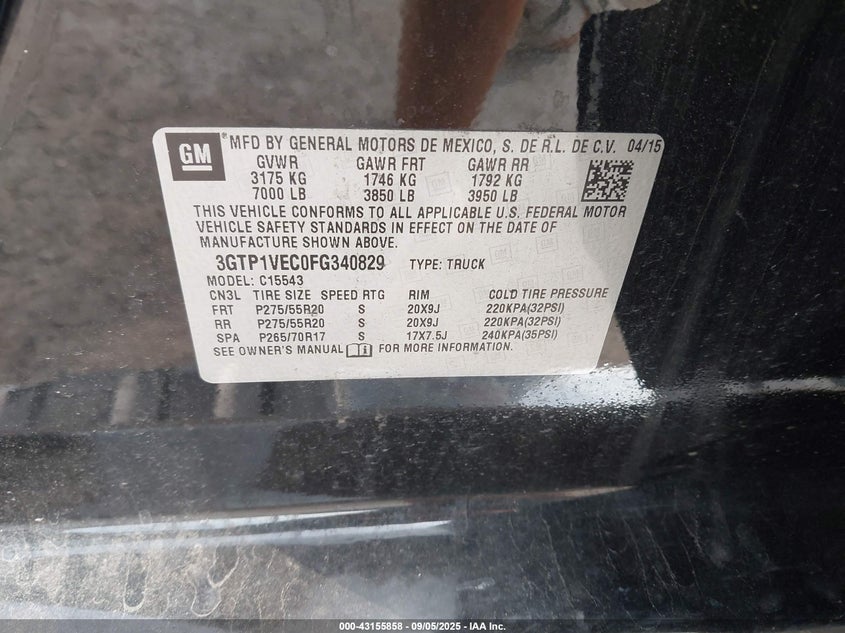 GM MFD BY GENERAL MOTORS DE MEXICO, S. DE R.L. DE C.V. 04/15
GVWR GAWR FRT GAWR RR
3175 KG 1746 KG 1792 KG
7000 LB 3850 LB 3950 LB
THIS VEHICLE CONFORMS TO ALL APPLICABLE U.S. FEDERAL MOTOR
VEHICLE SAFETY STANDARDS IN EFFECT ON THE DATE OF
MANUFACTURE SHOWN ABOVE.
3GTP1VEC0FG340829 TYPE: TRUCK
MODEL: C15543
CN3L TIRE SIZE SPEED RTG RIM COLD TIRE PRESSURE
FRT P275/55R20 S 20X9J 220KPA(32PSI)
RR P275/55R20 S 20X9J 220KPA(32PSI)
SPA P265/70R17 S 17X7.5J 240KPA(35PSI)
SEE OWNER'S MANUAL FOR MORE INFORMATION.
000-43155858 - 09/05/2025 - IAA Inc.